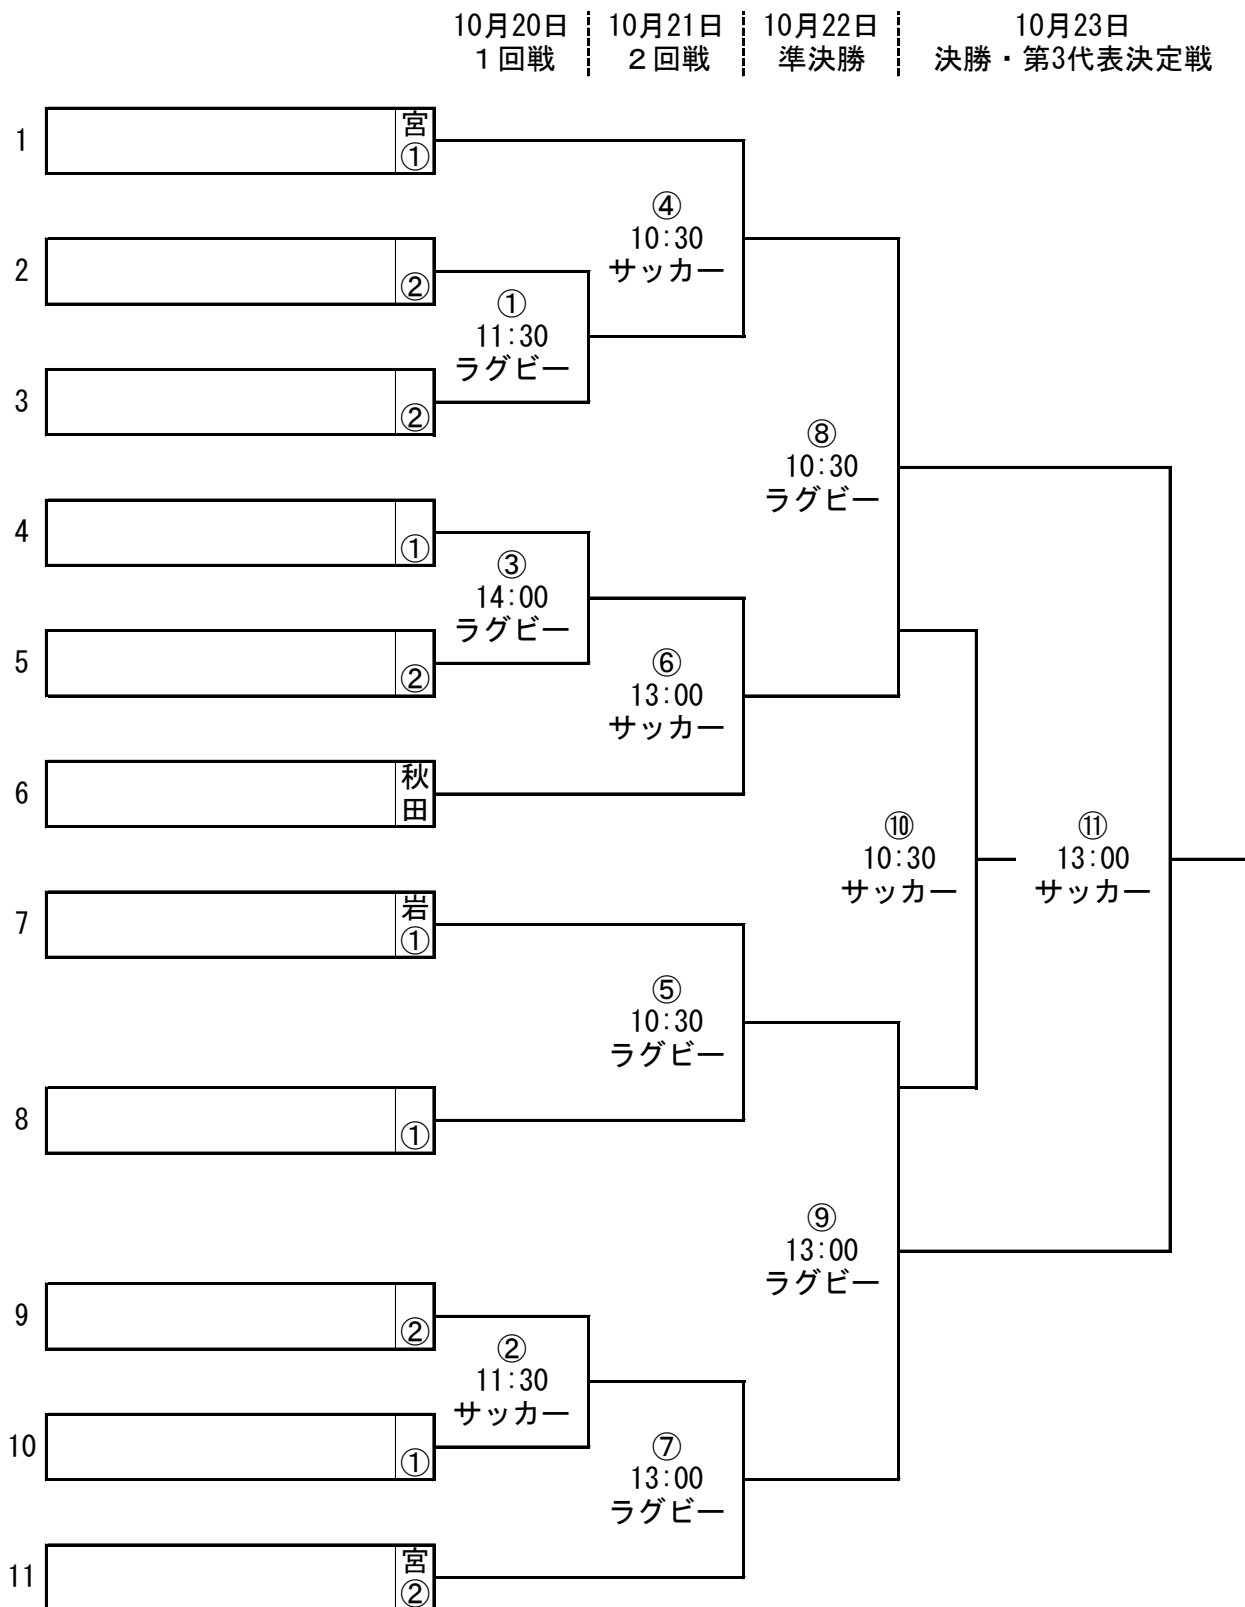 10月20日 10月21日 10月22日 10月23日
1回戦 2回戦 準決勝 決勝・第3代表決定戦
1 宮①
④
10:30
サッカー
2 ②
①
11:30
ラグビー
3 ②
⑧
10:30
ラグビー
4 ①
③
14:00
ラグビー
5 ②
⑥
13:00
サッカー
6 秋田
⑩ ⑪
10:30 13:00
サッカー サッカー
7 岩①
⑤
10:30
ラグビー
8 ①
⑨
13:00
ラグビー
9 ②
②
11:30
サッカー
10 ①
⑦
13:00
ラグビー
11 宮②